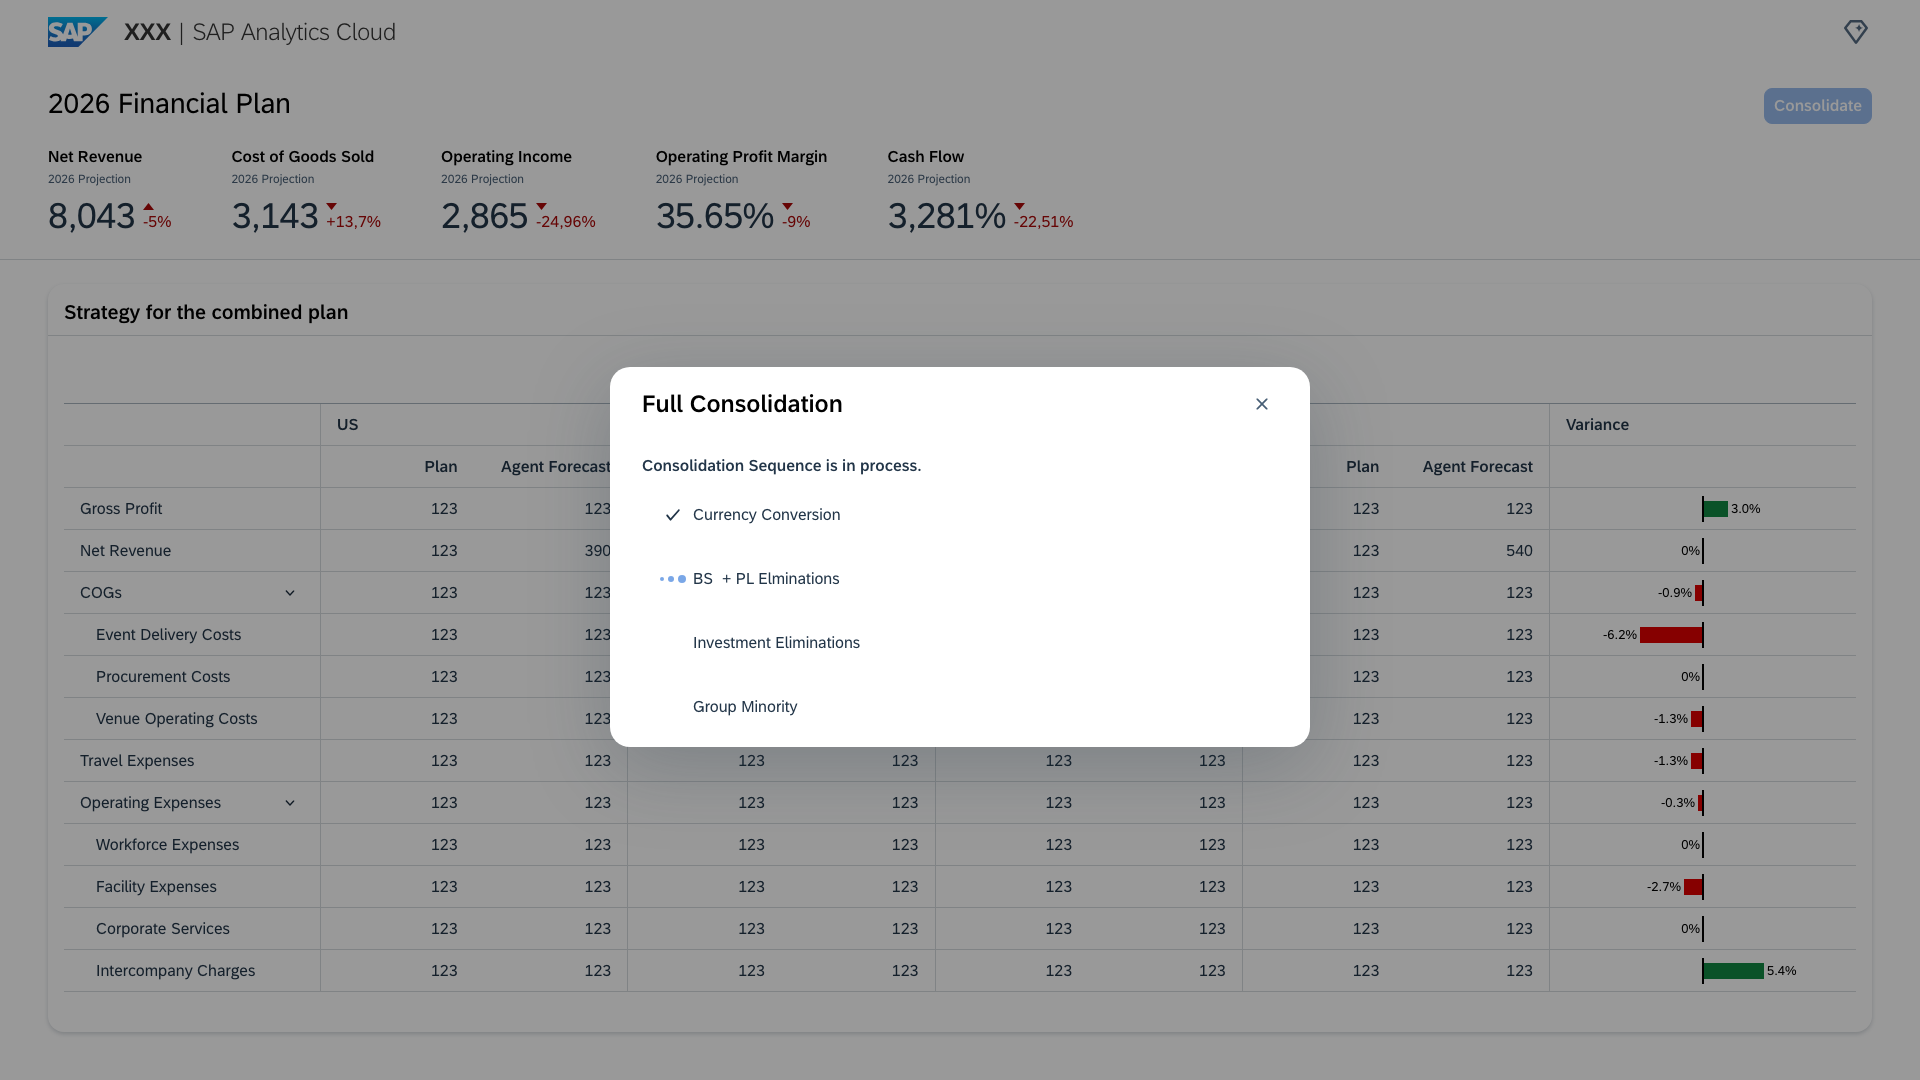 SAP XXX | SAP Analytics Cloud
2026 Financial Plan
Consolidate
Net Revenue Cost of Goods Sold Operating Income Operating Profit Margin Cash Flow
2026 Projection 2026 Projection 2026 Projection 2026 Projection 2026 Projection
8,043 -5% 3,143 +13,7% 2,865 -24,96% 35.65% -9% 3,281% -22,51%
Strategy for the combined plan
US Variance
Plan Agent Forecast Plan Agent Forecast
Gross Profit 123 123 123 123 3.0%
Net Revenue 123 390 123 540 0%
COGs 123 123 123 123 -0.9%
Event Delivery Costs 123 123 123 123 -6.2%
Procurement Costs 123 123 123 123 0%
Venue Operating Costs 123 123 123 123 -1.3%
Travel Expenses 123 123 123 123 123 123 123 123 -1.3%
Operating Expenses 123 123 123 123 123 123 123 123 -0.3%
Workforce Expenses 123 123 123 123 123 123 123 123 0%
Facility Expenses 123 123 123 123 123 123 123 123 -2.7%
Corporate Services 123 123 123 123 123 123 123 123 0%
Intercompany Charges 123 123 123 123 123 123 123 123 5.4%
Full Consolidation
Consolidation Sequence is in process.
Currency Conversion
BS + PL Elminations
Investment Eliminations
Group Minority